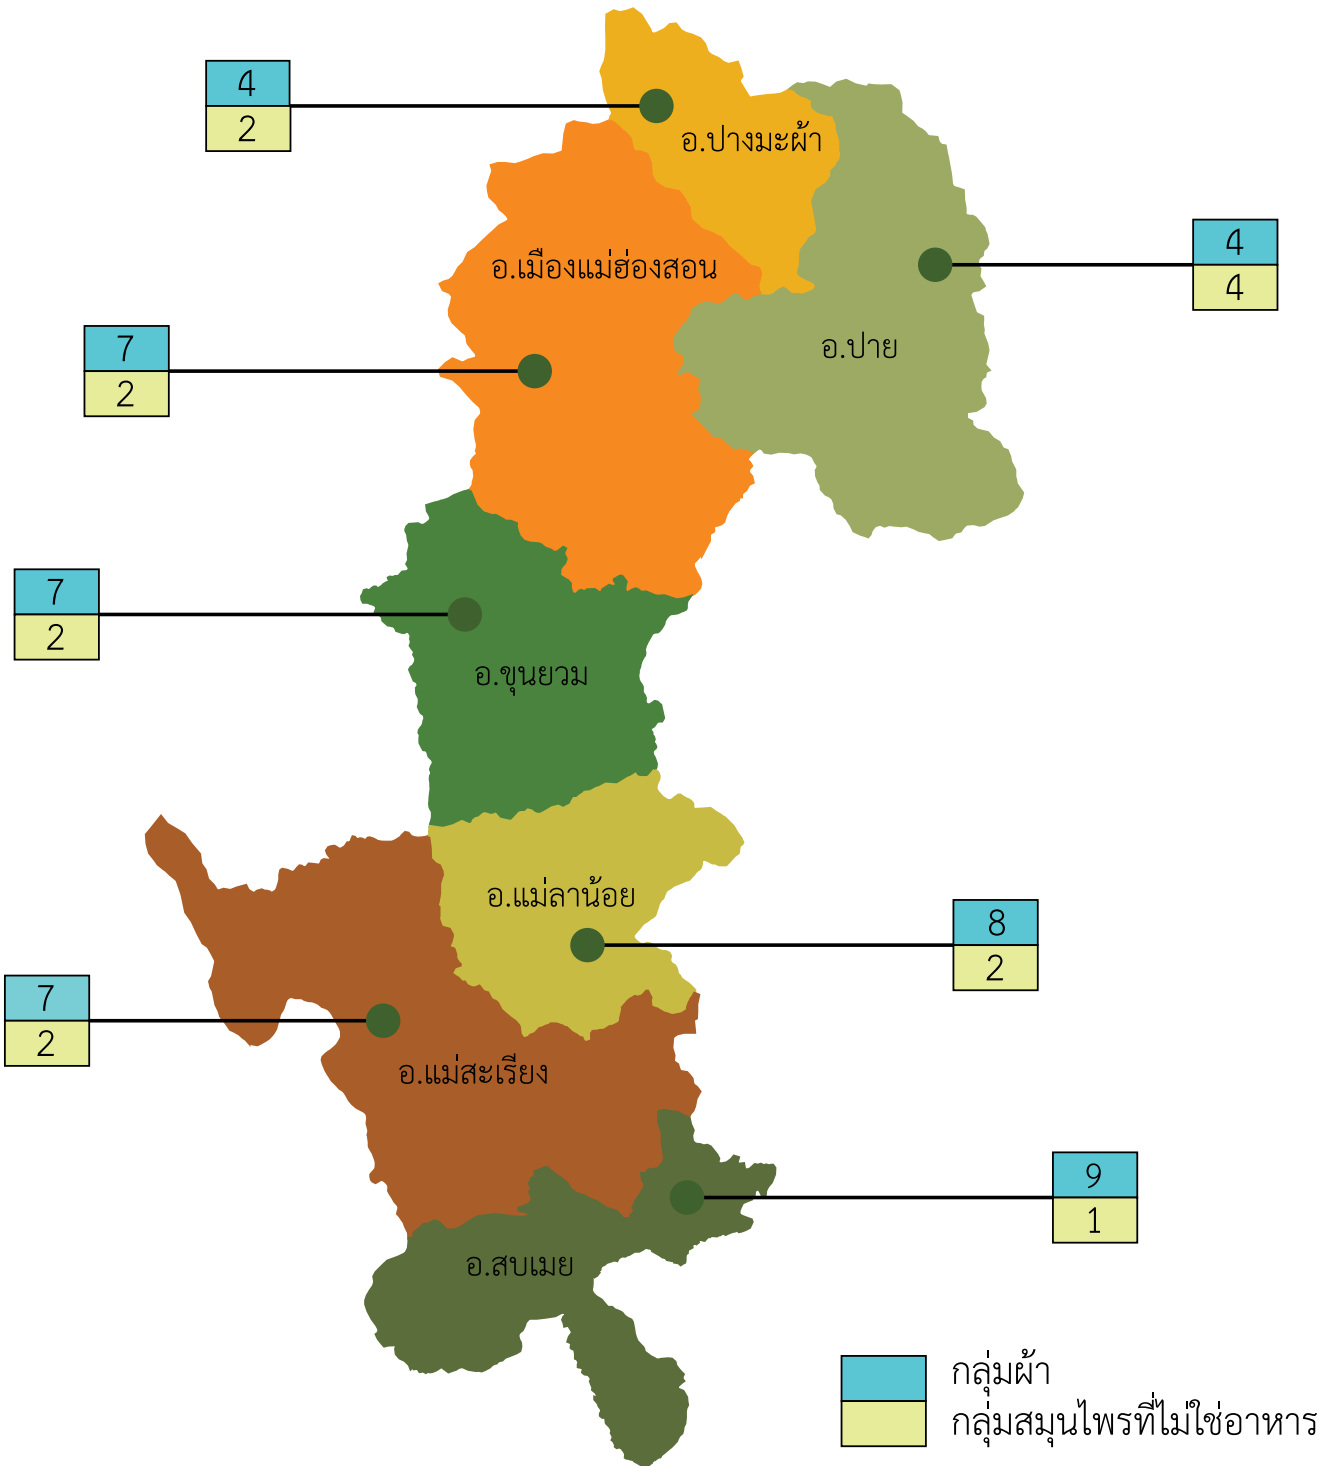 4
2
อ.ปางมะผ้า
4
4
อ.เมืองแม่ฮ่องสอน
อ.ปาย
7
2
7
2
อ.ขุนยวม
อ.แม่ลาน้อย
8
2
7
2
อ.แม่สะเรียง
9
1
อ.สบเมย
กลุ่มผ้า
กลุ่มสมุนไพรที่ไม่ใช่อาหาร